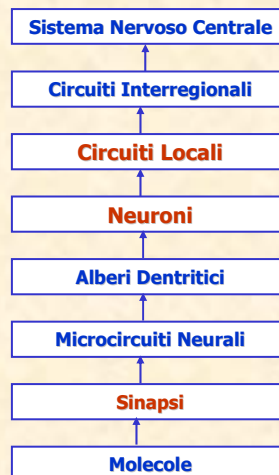 Sistema Nervoso Centrale
Circuiti Interregionali
Circuiti Locali
Neuroni
Alberi Dentritici
Microcircuiti Neurali
Sinapsi
Molecole